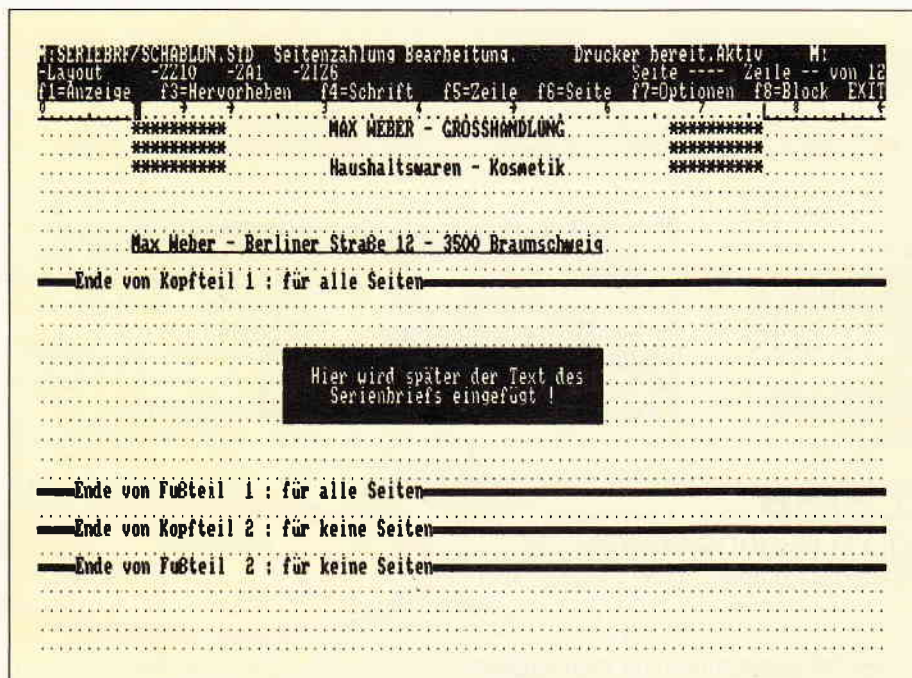 M:SERIEBRF/SCHABLON.STD Seitenzählung Bearbeitung. Drucker bereit.Aktiv M:
-Layout -ZZ10 -ZA1 -ZIZ6 Seite ---- Zeile -- von 12
f1=Anzeige f3=Hervorheben f4=Schrift f5=Zeile f6=Seite f7=Optionen f8=Block EXIT
********** MAX WEBER - GROSSHANDLUNG **********
********** **********
********** Haushaltswaren - Kosmetik **********
Max Weber - Berliner Straße 12 - 3500 Braunschweig
Ende von Kopfteil 1 : für alle Seiten
Hier wird später der Text des
Serienbriefs eingefügt !
Ende von Fußteil 1 : für alle Seiten
Ende von Kopfteil 2 : für keine Seiten
Ende von Fußteil 2 : für keine Seiten